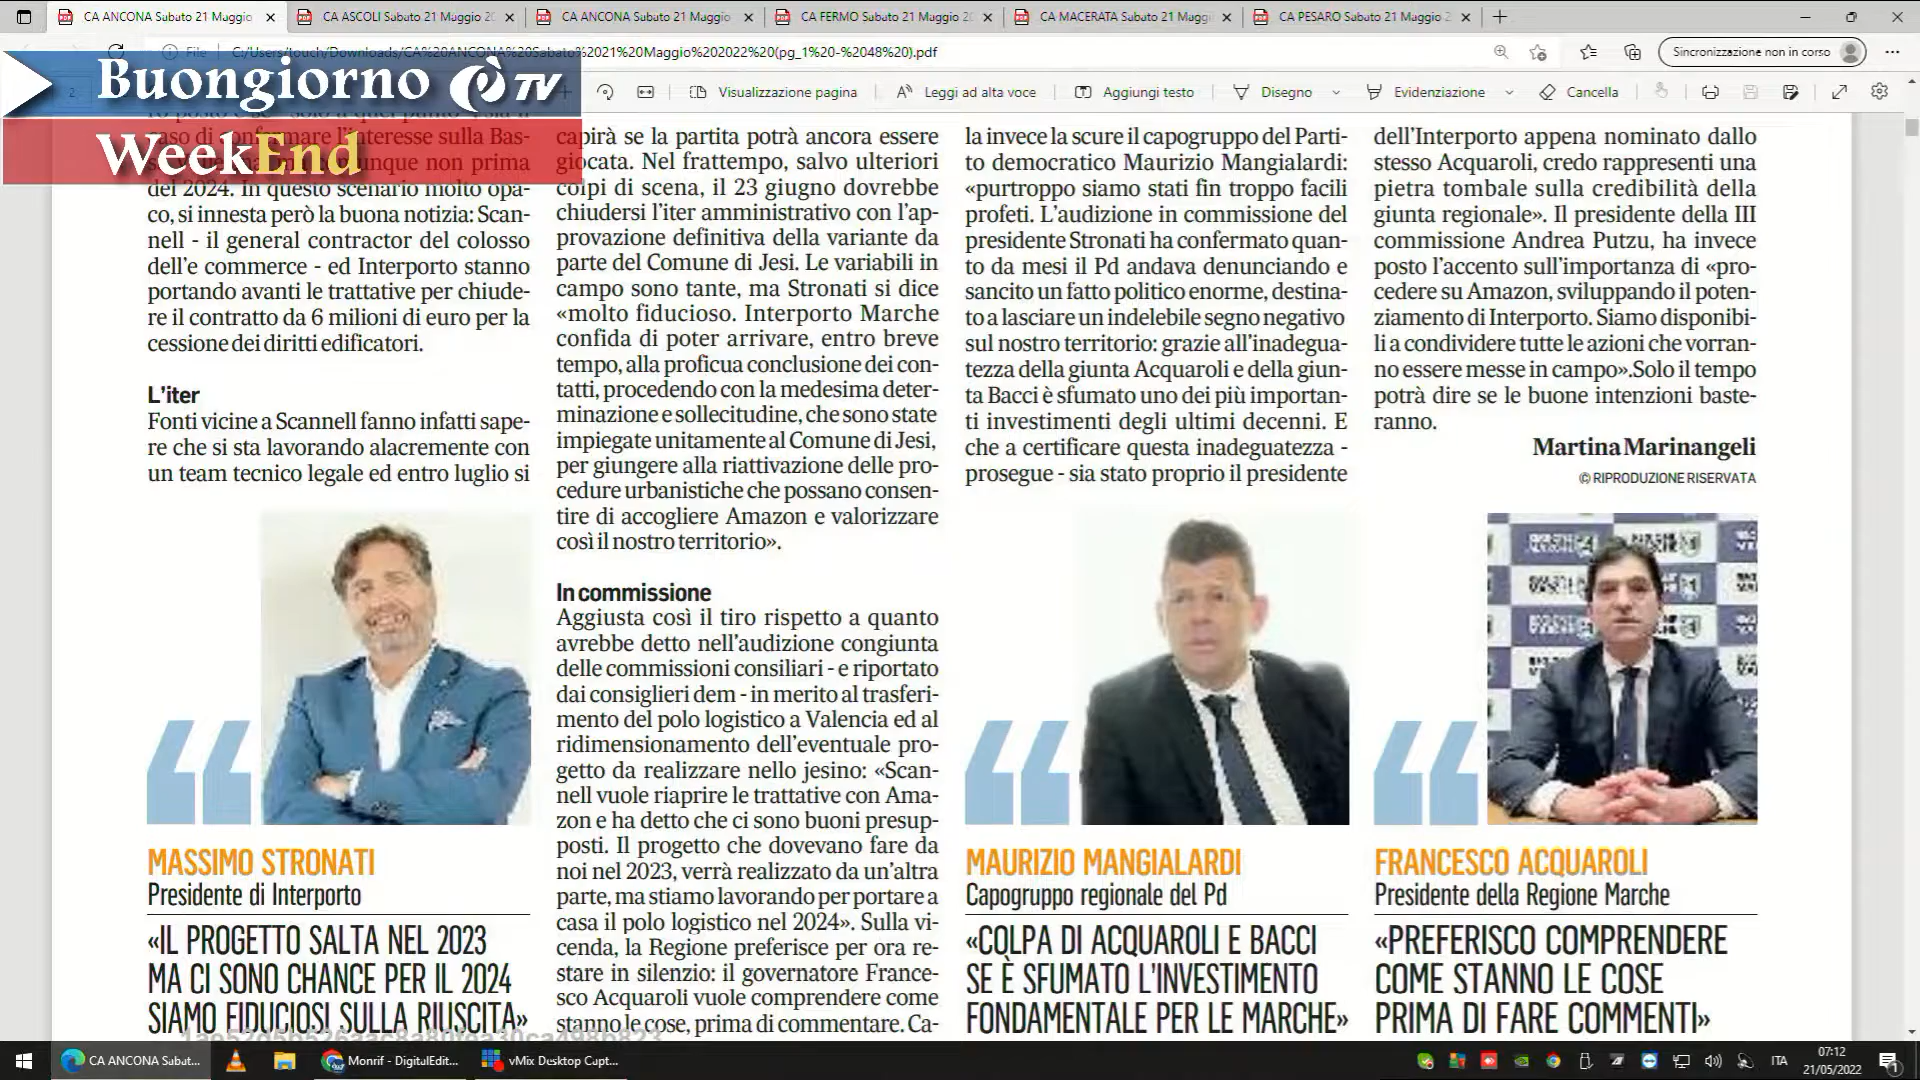 CA ANCONA Sabato 21 Maggio
CA ASCOLI Sabato 21 Maggio 20
CA ANCONA Sabato 21 Maggio
CA FERMO Sabato 21 Maggio 2
CA MACERATA Sabato 21 Maggi
CA PESARO Sabato 21 Maggio 2
File
C:/Users/touch/Downloads/CA%20ANCONA%20Sabato%2021%20Maggio%202022%20(pg_1%20-%2048%20).pdf
Sincronizzazione non in corso
Visualizzazione pagina
Leggi ad alta voce
Aggiungi testo
Disegno
Evidenziazione
Cancella
Buongiorno è TV
WeekEnd
del 2024. In questo scenario molto opa-
co, si innesta però la buona notizia: Scan-
nell - il general contractor del colosso
dell'e commerce - ed Interporto stanno
portando avanti le trattative per chiude-
re il contratto da 6 milioni di euro per la
cessione dei diritti edificatori.
L'iter
Fonti vicine a Scannell fanno infatti sape-
re che si sta lavorando alacremente con
un team tecnico legale ed entro luglio si
capirà se la partita potrà ancora essere
giocata. Nel frattempo, salvo ulteriori
colpi di scena, il 23 giugno dovrebbe
chiudersi l'iter amministrativo con l'ap-
provazione definitiva della variante da
parte del Comune di Jesi. Le variabili in
campo sono tante, ma Stronati si dice
«molto fiducioso. Interporto Marche
confida di poter arrivare, entro breve
tempo, alla proficua conclusione dei con-
tatti, procedendo con la medesima deter-
minazione e sollecitudine, che sono state
impiegate unitamente al Comune di Jesi,
per giungere alla riattivazione delle pro-
cedure urbanistiche che possano consen-
tire di accogliere Amazon e valorizzare
così il nostro territorio».
In commissione
Aggiusta così il tiro rispetto a quanto
avrebbe detto nell'audizione congiunta
delle commissioni consiliari - e riportato
dai consiglieri dem - in merito al trasferi-
mento del polo logistico a Valencia ed al
ridimensionamento dell'eventuale pro-
getto da realizzare nello jesino: «Scan-
nell vuole riaprire le trattative con Ama-
zon e ha detto che ci sono buoni presup-
posti. Il progetto che dovevano fare da
noi nel 2023, verrà realizzato da un'altra
parte, ma stiamo lavorando per portare a
casa il polo logistico nel 2024». Sulla vi-
cenda, la Regione preferisce per ora re-
stare in silenzio: il governatore France-
sco Acquaroli vuole comprendere come
stanno le cose, prima di commentare. Ca-
la invece la scure il capogruppo del Parti-
to democratico Maurizio Mangialardi:
«purtroppo siamo stati fin troppo facili
profeti. L'audizione in commissione del
presidente Stronati ha confermato quan-
to da mesi il Pd andava denunciando e
sancito un fatto politico enorme, destina-
to a lasciare un indelebile segno negativo
sul nostro territorio: grazie all'inadegua-
tezza della giunta Acquaroli e della giun-
ta Bacci è sfumato uno dei più importan-
ti investimenti degli ultimi decenni. E
che a certificare questa inadeguatezza -
prosegue - sia stato proprio il presidente
dell'Interporto appena nominato dallo
stesso Acquaroli, credo rappresenti una
pietra tombale sulla credibilità della
giunta regionale». Il presidente della III
commissione Andrea Putzu, ha invece
posto l'accento sull'importanza di «pro-
cedere su Amazon, sviluppando il poten-
ziamento di Interporto. Siamo disponibi-
li a condividere tutte le azioni che vorran-
no essere messe in campo».Solo il tempo
potrà dire se le buone intenzioni baste-
ranno.
Martina Marinangeli
© RIPRODUZIONE RISERVATA
MASSIMO STRONATI
Presidente di Interporto
«IL PROGETTO SALTA NEL 2023
MA CI SONO CHANCE PER IL 2024
SIAMO FIDUCIOSI SULLA RIUSCITA»
MAURIZIO MANGIALARDI
Capogruppo regionale del Pd
«COLPA DI ACQUAROLI E BACCI
SE È SFUMATO L'INVESTIMENTO
FONDAMENTALE PER LE MARCHE»
FRANCESCO ACQUAROLI
Presidente della Regione Marche
«PREFERISCO COMPRENDERE
COME STANNO LE COSE
PRIMA DI FARE COMMENTI»
CA ANCONA Sabat...
Monrif - DigitalEdit...
vMix Desktop Capt...
ITA
07:12
21/05/2022